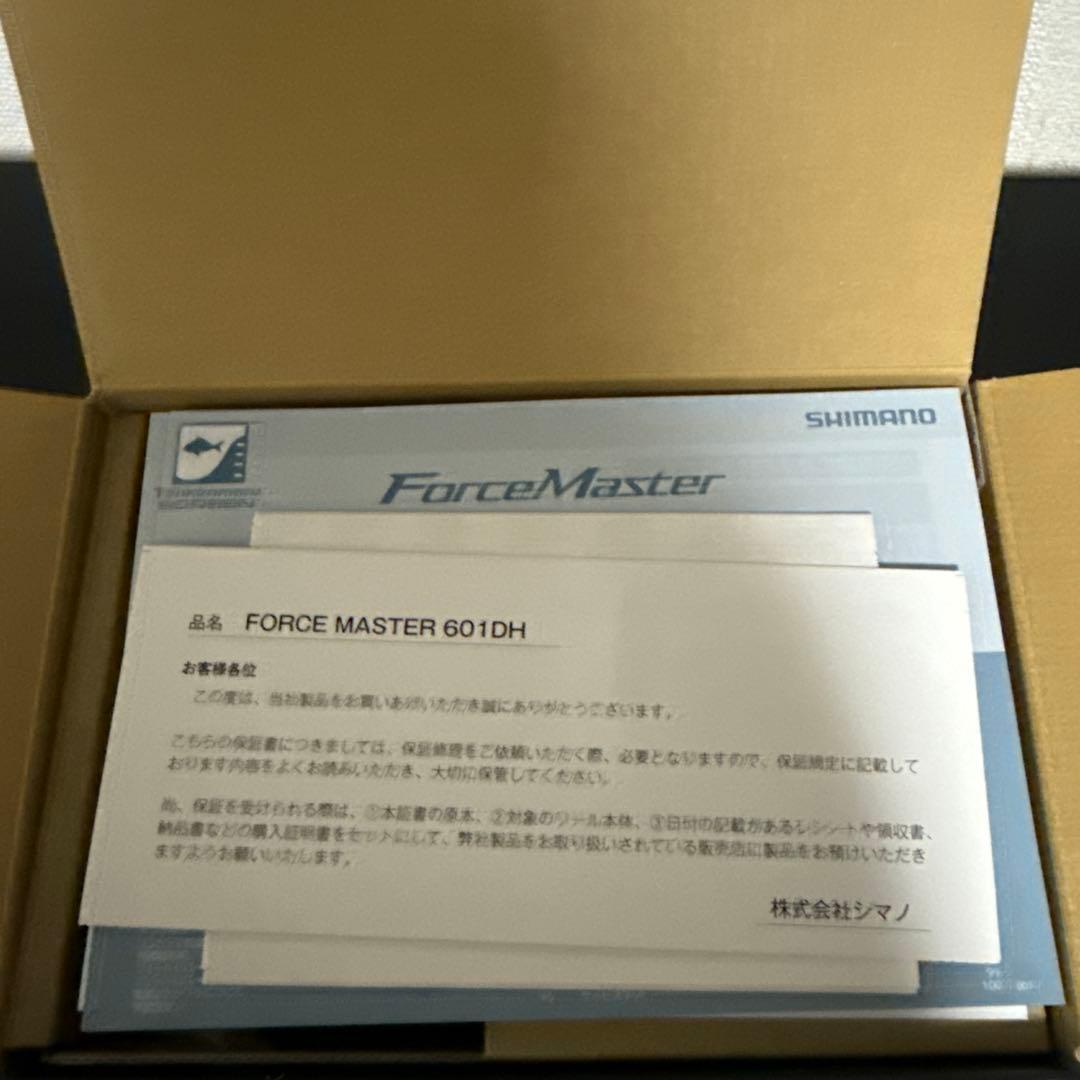 SHIMANO
ForceMaster
品名 FORCE MASTER 601DH
お客様各位
この度は、当社製品をお買いあげいただき誠にありがとうございます。
こちらの保証書につきましては、保証修理をご依頼いただく際、必要となりますので、保証規定に記載して
おります内容をよくお読みいただき、大切に保管してください。
尚、保証を受けられる際は、①本証書の原本、②対象のリール本体、③日付の記載があるレシートや領収書、
納品書などの購入証明書をセットにして、弊社製品をお取り扱いされている販売店に製品をお預けいただき
ますようお願いいたします。
株式会社シマノ